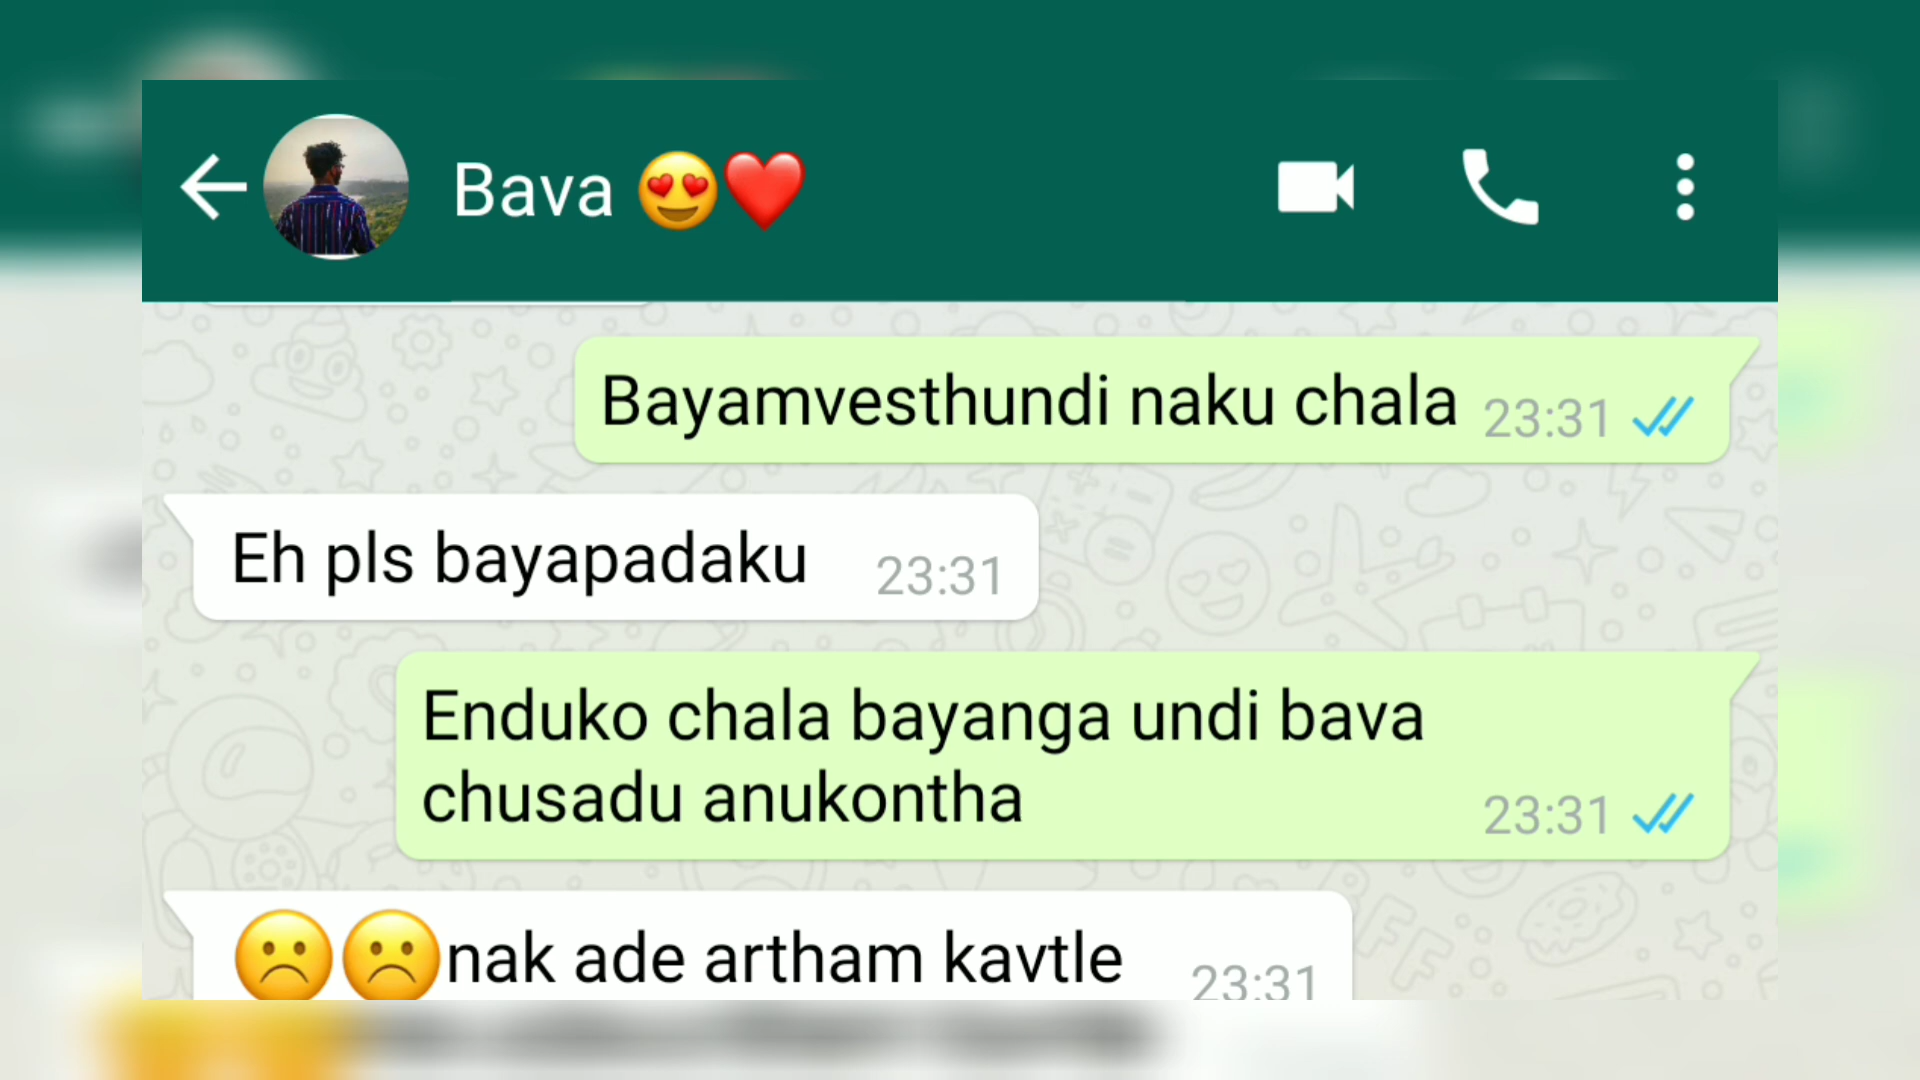 Bava 😍❤️
Bayamvesthundi naku chala 23:31
Eh pls bayapadaku 23:31
Enduko chala bayanga undi bava
chusadu anukontha 23:31
☹️☹️nak ade artham kavtle 23:31